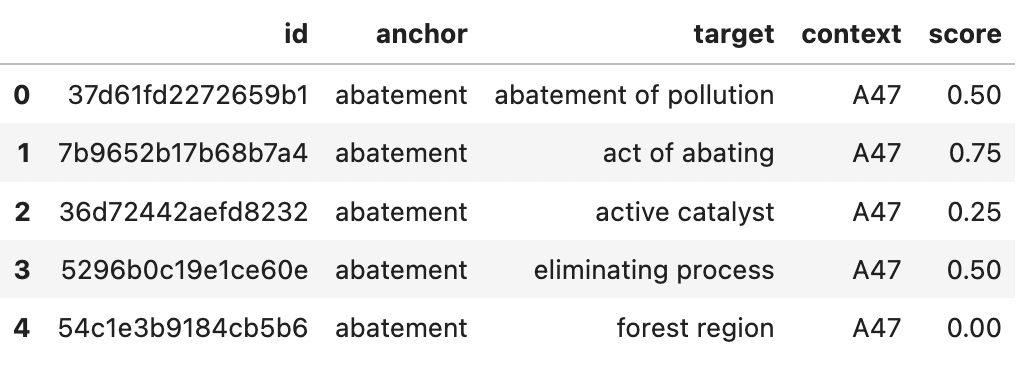 id anchor target context score
0 37d61fd2272659b1 abatement abatement of pollution A47 0.50
1 7b9652b17b68b7a4 abatement act of abating A47 0.75
2 36d72442aefd8232 abatement active catalyst A47 0.25
3 5296b0c19e1ce60e abatement eliminating process A47 0.50
4 54c1e3b9184cb5b6 abatement forest region A47 0.00